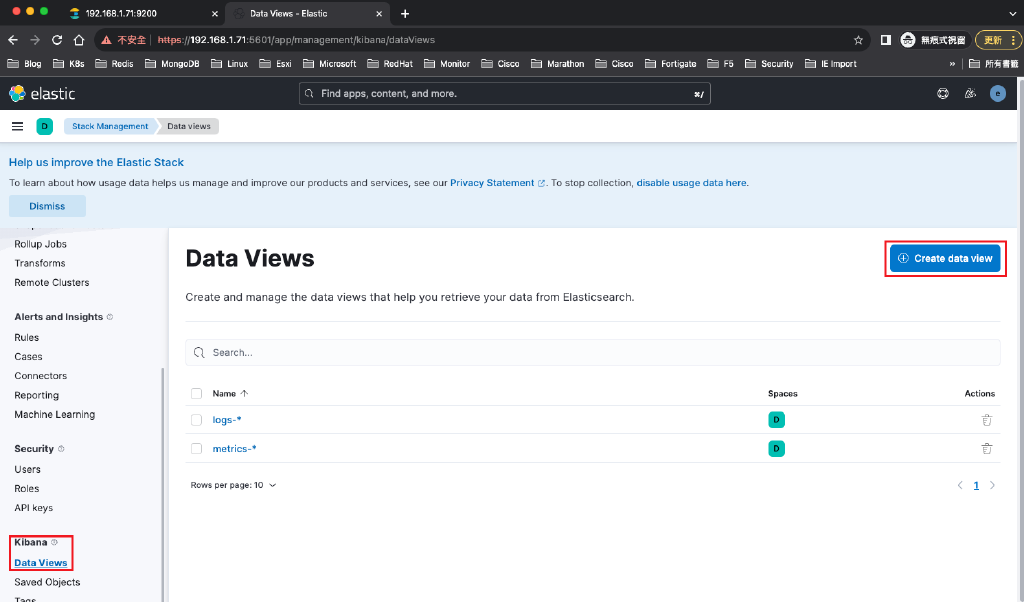 192.168.1.71:9200
Data Views - Elastic
不安全 https://192.168.1.71:5601/app/management/kibana/dataViews
無痕式視窗
更新
Blog K8s Redis MongoDB Linux Esxi Microsoft RedHat Monitor Cisco Marathon Cisco Fortigate F5 Security IE Import » 所有書籤
elastic
Find apps, content, and more.
⌘/
e
D Stack Management Data views
Help us improve the Elastic Stack
To learn about how usage data helps us manage and improve our products and services, see our Privacy Statement. To stop collection, disable usage data here.
Dismiss
Rollup Jobs
Transforms
Remote Clusters
Alerts and Insights
Rules
Cases
Connectors
Reporting
Machine Learning
Security
Users
Roles
API keys
Kibana
Data Views
Saved Objects
Tags
Data Views
Create data view
Create and manage the data views that help you retrieve your data from Elasticsearch.
Search...
Name Spaces Actions
logs-* D
metrics-* D
Rows per page: 10
1